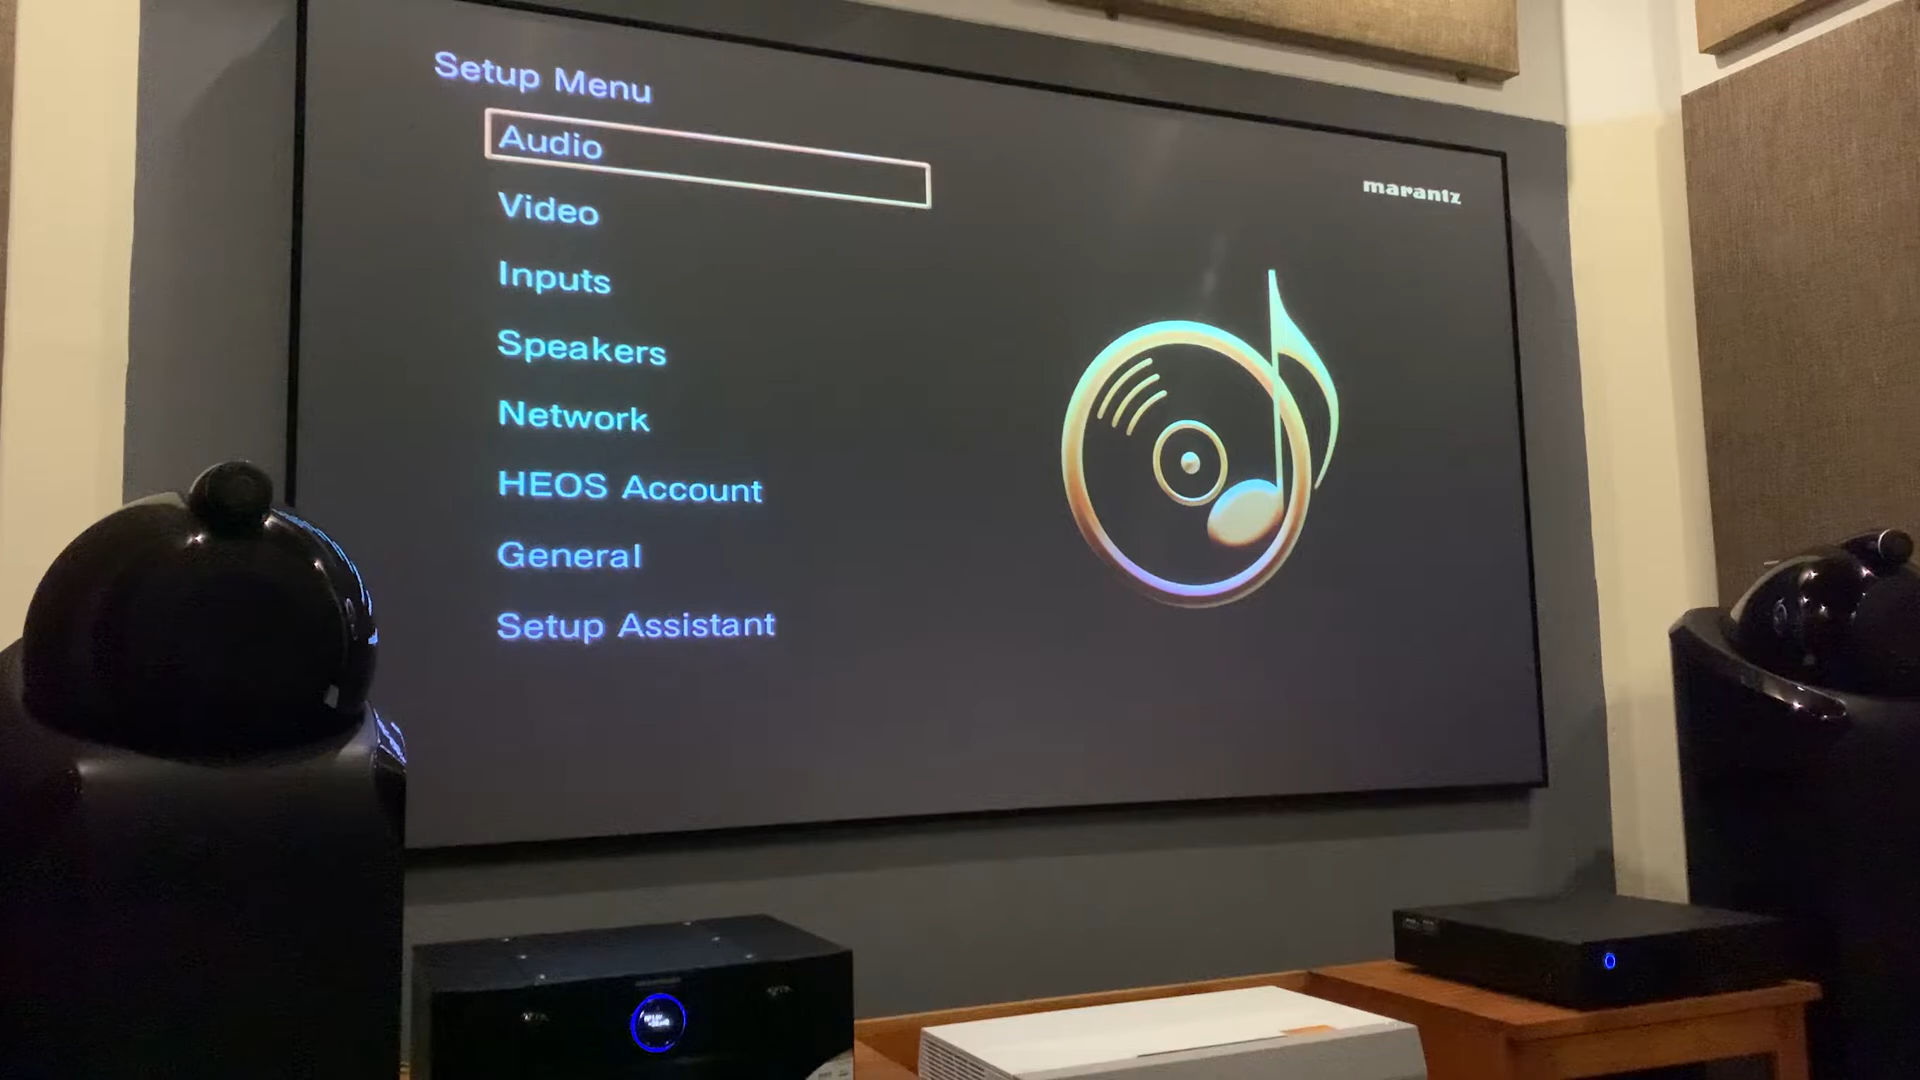 Setup Menu
Audio
marantz
Video
Inputs
Speakers
Network
HEOS Account
General
Setup Assistant